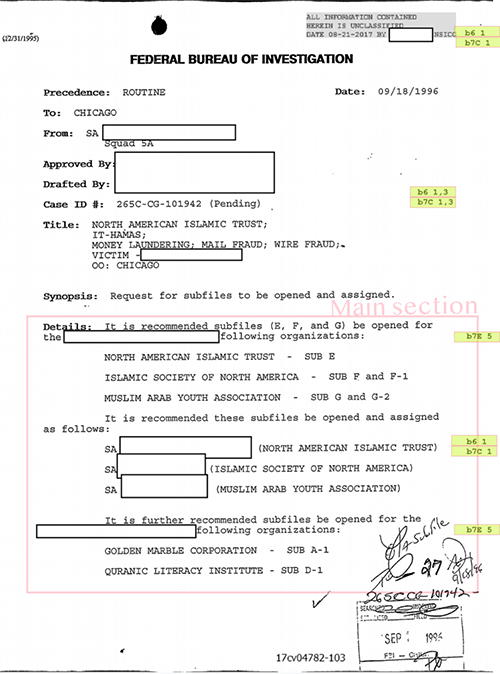 ALL INFORMATION CONTAINED
HEREIN IS UNCLASSIFIED
DATE 08-21-2017 BY NSICG
b6 1
b7C 1
(12/31/1995)
FEDERAL BUREAU OF INVESTIGATION
Precedence: ROUTINE Date: 09/18/1996
To: CHICAGO
From: SA
Squad 5A
Approved By:
Drafted By:
b6 1,3
b7C 1,3
Case ID #: 265C-CG-101942 (Pending)
Title: NORTH AMERICAN ISLAMIC TRUST;
IT-HAMAS;
MONEY LAUNDERING; MAIL FRAUD; WIRE FRAUD;
VICTIM -
OO: CHICAGO
Synopsis: Request for subfiles to be opened and assigned.
Main section
Details: It is recommended subfiles (E, F, and G) be opened for
the following organizations:
b7E 5
NORTH AMERICAN ISLAMIC TRUST - SUB E
ISLAMIC SOCIETY OF NORTH AMERICA - SUB F and F-1
MUSLIM ARAB YOUTH ASSOCIATION - SUB G and G-2
It is recommended these subfiles be opened and assigned
as follows:
SA (NORTH AMERICAN ISLAMIC TRUST)
b6 1
b7C 1
SA (ISLAMIC SOCIETY OF NORTH AMERICA)
SA (MUSLIM ARAB YOUTH ASSOCIATION)
It is further recommended subfiles be opened for the
following organizations:
b7E 5
GOLDEN MARBLE CORPORATION - SUB A-1
QURANIC LITERACY INSTITUTE - SUB D-1
27
9/18/96
265C CG 101942
SEARCHED
SEP 1996
FBI -
17cv04782-103